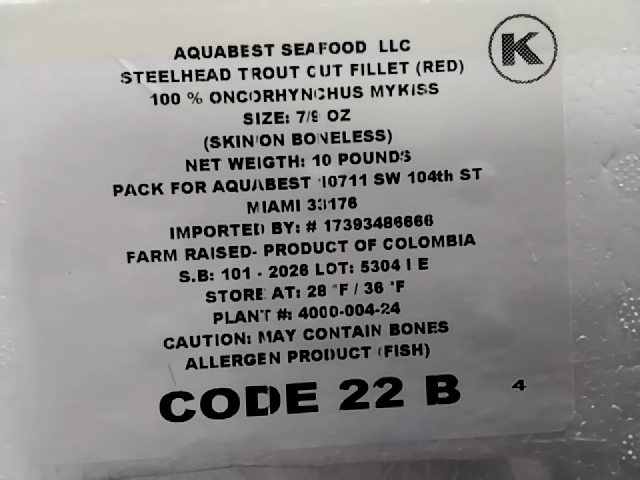 AQUABEST SEAFOOD LLC
K
STEELHEAD TROUT CUT FILLET (RED)
100 % ONCORHYNCHUS MYKISS
SIZE: 7/9 OZ
(SKIN ON BONELESS)
NET WEIGTH: 10 POUNDS
PACK FOR AQUABEST 10711 SW 104th ST
MIAMI 33176
IMPORTED BY: # 17393486666
FARM RAISED- PRODUCT OF COLOMBIA
S.B: 101 - 2026 LOT: 5304 I E
STORE AT: 28 °F / 36 °F
PLANT #: 4000-004-24
CAUTION: MAY CONTAIN BONES
ALLERGEN PRODUCT (FISH)
CODE 22 B 4